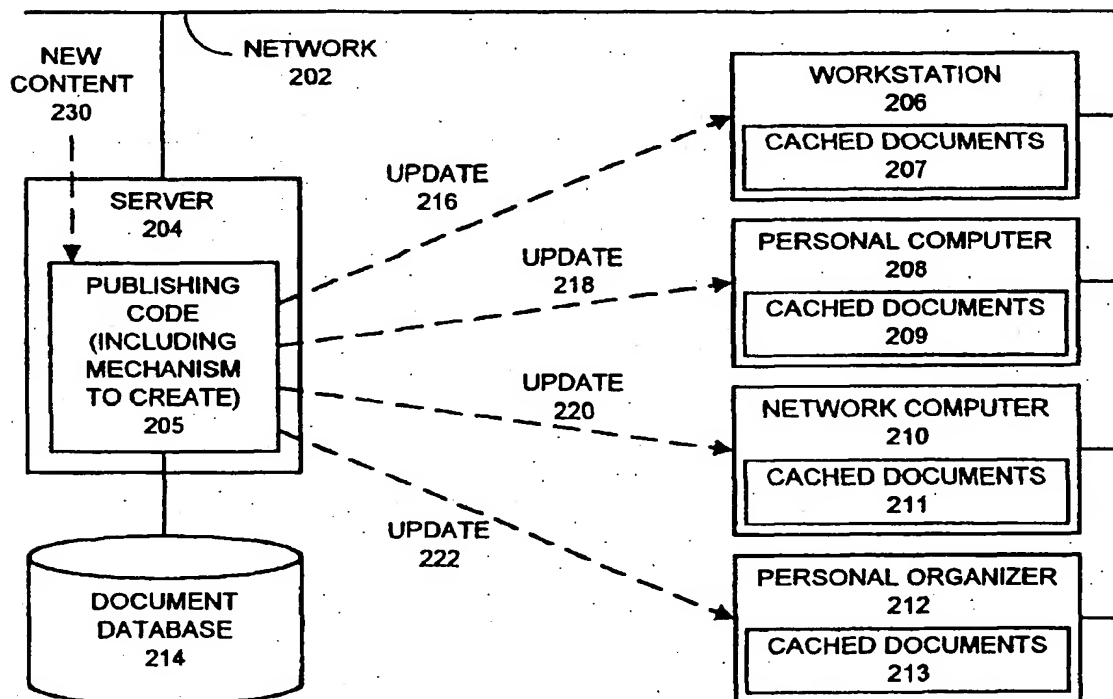 NETWORK
202
NEW
CONTENT
230
SERVER
204
PUBLISHING
CODE
(INCLUDING
MECHANISM
TO CREATE)
205
DOCUMENT
DATABASE
214
UPDATE
216
UPDATE
218
UPDATE
220
UPDATE
222
WORKSTATION
206
CACHED DOCUMENTS
207
PERSONAL COMPUTER
208
CACHED DOCUMENTS
209
NETWORK COMPUTER
210
CACHED DOCUMENTS
211
PERSONAL ORGANIZER
212
CACHED DOCUMENTS
213